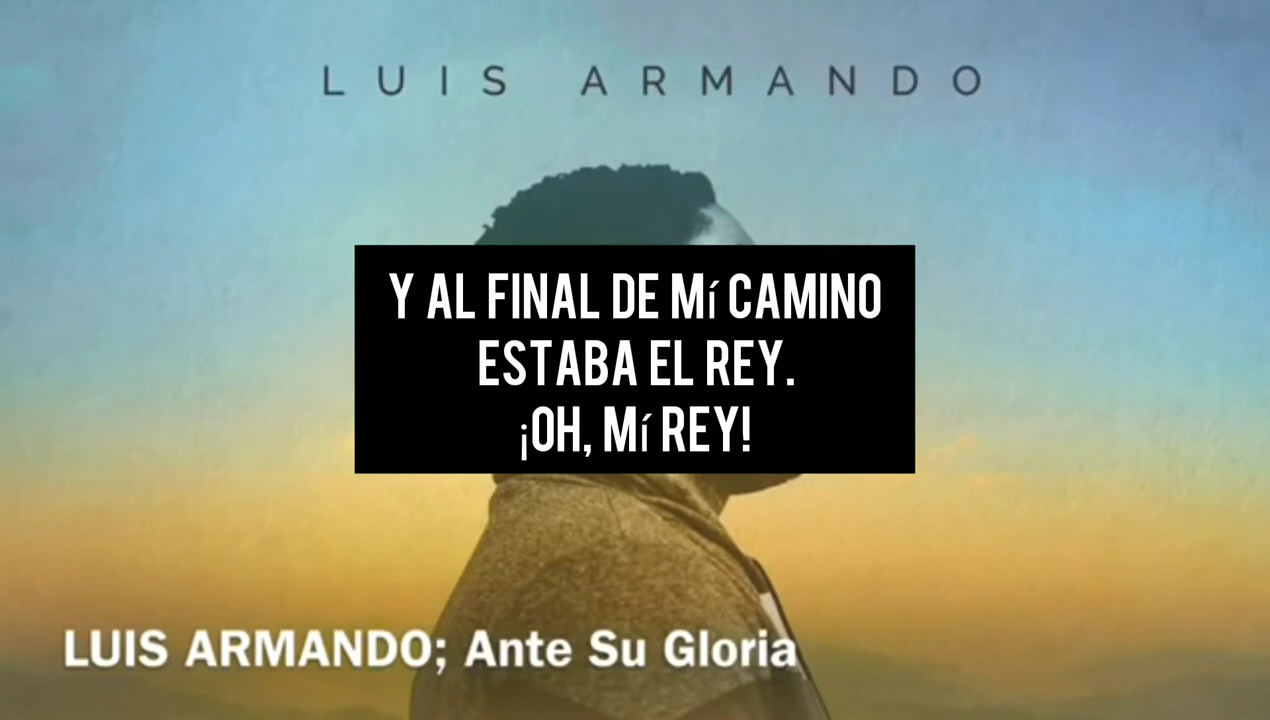 LUIS ARMANDO
Y AL FINAL DE Mí CAMINO
ESTABA EL REY.
¡OH, Mí REY!
LUIS ARMANDO; Ante Su Gloria